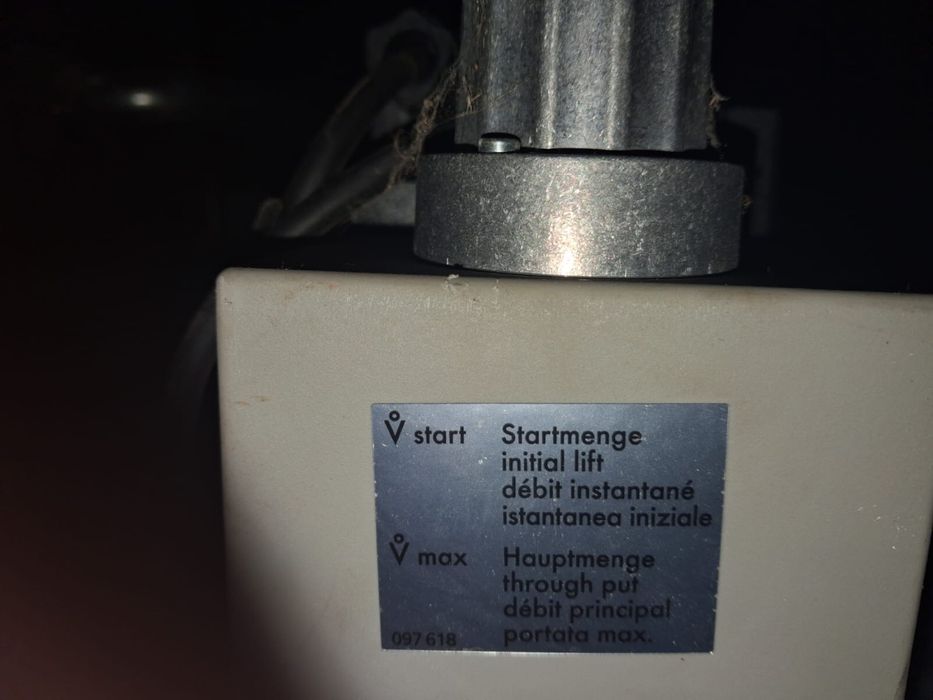 V̊ start Startmenge
initial lift
débit instantané
istantanea iniziale
V̊ max Hauptmenge
through put
débit principal
portata max.
097 618